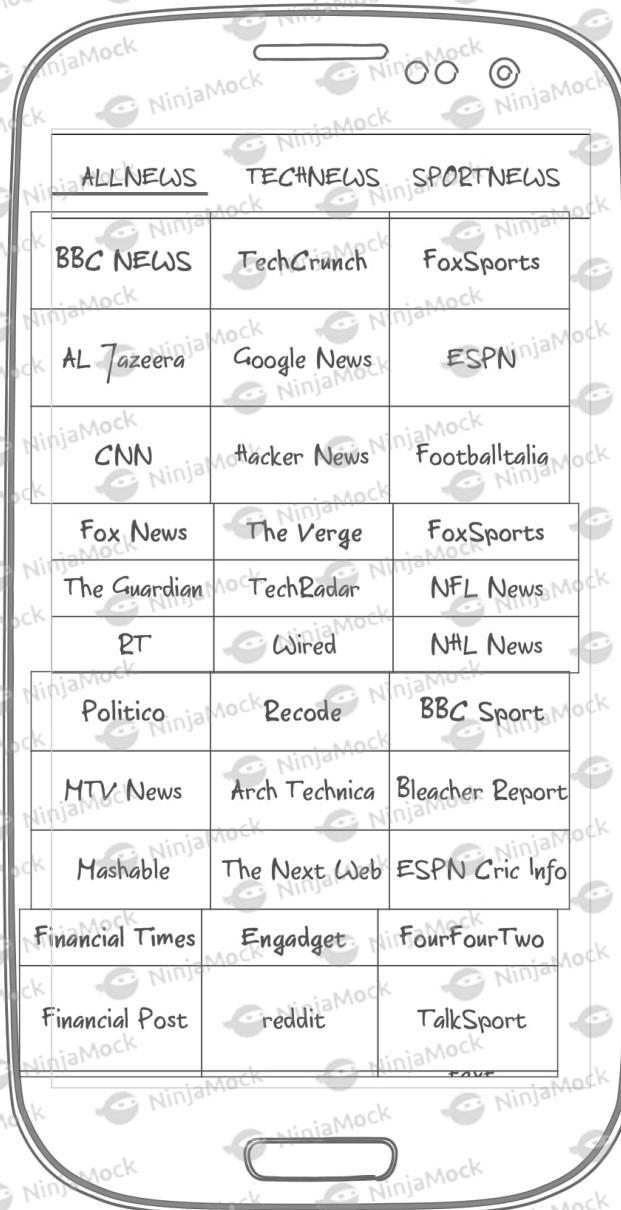 ALLNEWS TECHNEWS SPORTNEWS
BBC NEWS TechCrunch FoxSports
AL Jazeera Google News ESPN
CNN Hacker News Footballtalia
Fox News The Verge FoxSports
The Guardian TechRadar NFL News
RT Wired NHL News
Politico Recode BBC Sport
MTV News Arch Technica Bleacher Report
Mashable The Next Web ESPN Cric Info
Financial Times Engadget FourFourTwo
Financial Post reddit TalkSport
NinjaMock